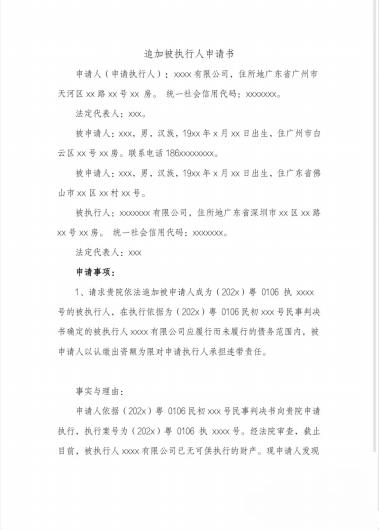 追加被执行人申请书
申请人（申请执行人）：xxxx 有限公司，住所地广东省广州市
天河区 xx 路 xx 号 xx 房。 统一社会信用代码：xxxxxxx。
法定代表人：xxx。
被申请人：xxx，男，汉族，19xx 年 x 月 xx 日出生，住广州市白
云区 xx 号 xx 房。联系电话 186xxxxxxxx。
被申请人：xxx，男，汉族，19xx 年 x 月 xx 日出生，住广东省佛
山市 xx 区 xx 村 xx 号。
被执行人：xxxxxxx 有限公司，住所地广东省深圳市 xx 区 xx 路
xx 号 xx 房。 统一社会信用代码：xxxxxxx。
法定代表人：xxx
申请事项：
1、请求贵院依法追加被申请人成为（202x）粤 0106 执 xxxx
号的被执行人，在执行依据为（202x）粤 0106民初 xxx 号民事判决
书确定的被执行人 xxxx 有限公司应履行而未履行的债务范围内，被
申请人以认缴出资额为限对申请执行人承担连带责任。
事实与理由：
申请人依据（202x）粤 0106民初 xxx 号民事判决书向贵院申请
执行，执行案号为（202x）粤 0106 执 xxxx 号。经法院审查，截止
目前，被执行人 xxxx 有限公司已无可供执行的财产。现申请人发现